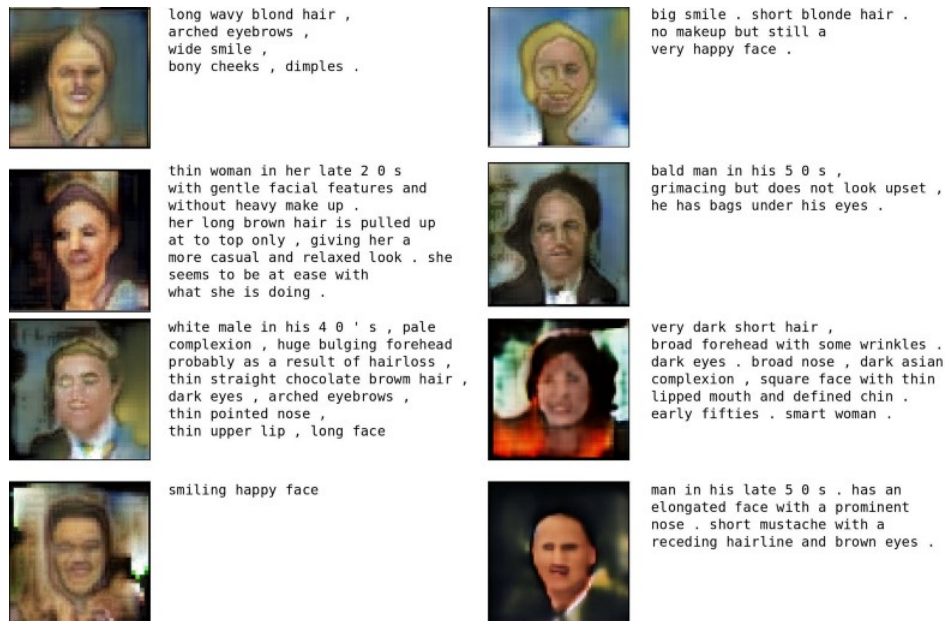 long wavy blond hair ,
arched eyebrows ,
wide smile ,
bony cheeks , dimples .
big smile . short blonde hair .
no makeup but still a
very happy face .
thin woman in her late 2 0 s
with gentle facial features and
without heavy make up .
her long brown hair is pulled up
at to top only , giving her a
more casual and relaxed look . she
seems to be at ease with
what she is doing .
bald man in his 5 0 s ,
grimacing but does not look upset ,
he has bags under his eyes .
white male in his 4 0 ' s , pale
complexion , huge bulging forehead
probably as a result of hairloss ,
thin straight chocolate browm hair ,
dark eyes , arched eyebrows ,
thin pointed nose ,
thin upper lip , long face
very dark short hair ,
broad forehead with some wrinkles .
dark eyes . broad nose , dark asian
complexion , square face with thin
lipped mouth and defined chin .
early fifties . smart woman .
smiling happy face
man in his late 5 0 s . has an
elongated face with a prominent
nose . short mustache with a
receding hairline and brown eyes .